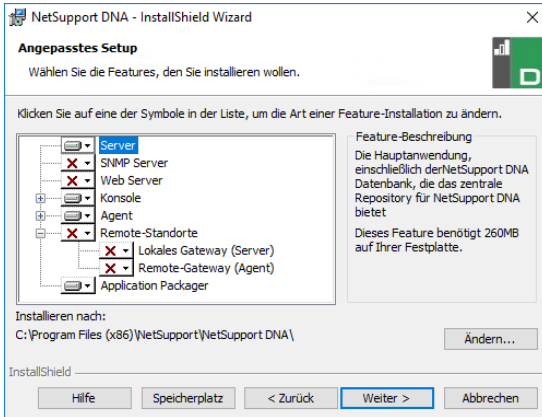 NetSupport DNA - InstallShield Wizard
Angepasstes Setup
Wählen Sie die Features, den Sie installieren wollen.
D
Klicken Sie auf eine der Symbole in der Liste, um die Art einer Feature-Installation zu ändern.
Server
SNMP Server
Web Server
Konsole
Agent
Remote-Standorte
Lokales Gateway (Server)
Remote-Gateway (Agent)
Application Packager
Feature-Beschreibung
Die Hauptanwendung,
einschließlich derNetSupport DNA
Datenbank, die das zentrale
Repository für NetSupport DNA
bietet
Dieses Feature benötigt 260MB
auf Ihrer Festplatte.
Installieren nach:
C:\Program Files (x86)\NetSupport\NetSupport DNA\
Ändern...
InstallShield
Hilfe
Speicherplatz
< Zurück
Weiter >
Abbrechen